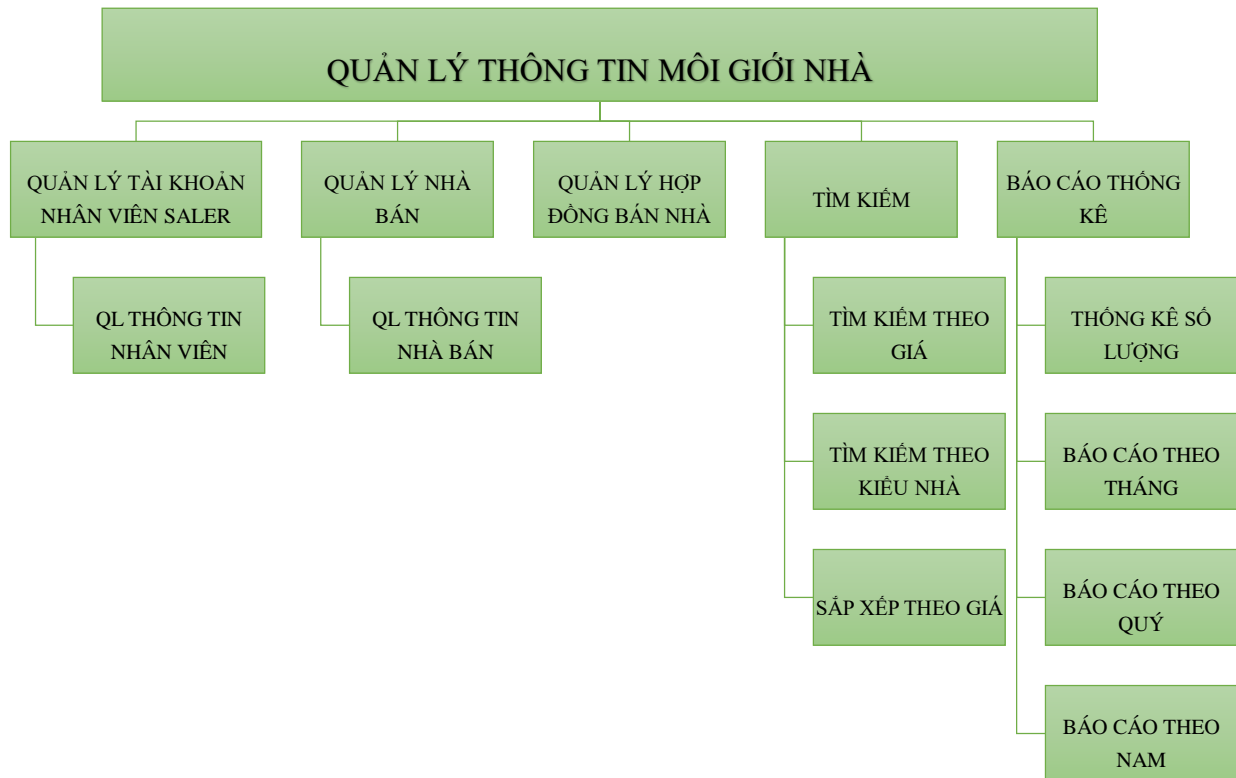 QUẢN LÝ THÔNG TIN MÔI GIỚI NHÀ
QUẢN LÝ TÀI KHOẢN
NHÂN VIÊN SALER
QUẢN LÝ NHÀ
BÁN
QUẢN LÝ HỢP
ĐỒNG BÁN NHÀ
TÌM KIẾM
BÁO CÁO THỐNG
KÊ
QL THÔNG TIN
NHÂN VIÊN
QL THÔNG TIN
NHÀ BÁN
TÌM KIẾM THEO
GIÁ
THỐNG KÊ SỐ
LƯỢNG
TÌM KIẾM THEO
KIỂU NHÀ
BÁO CÁO THEO
THÁNG
SẮP XẾP THEO GIÁ
BÁO CÁO THEO
QUÝ
BÁO CÁO THEO
NAM